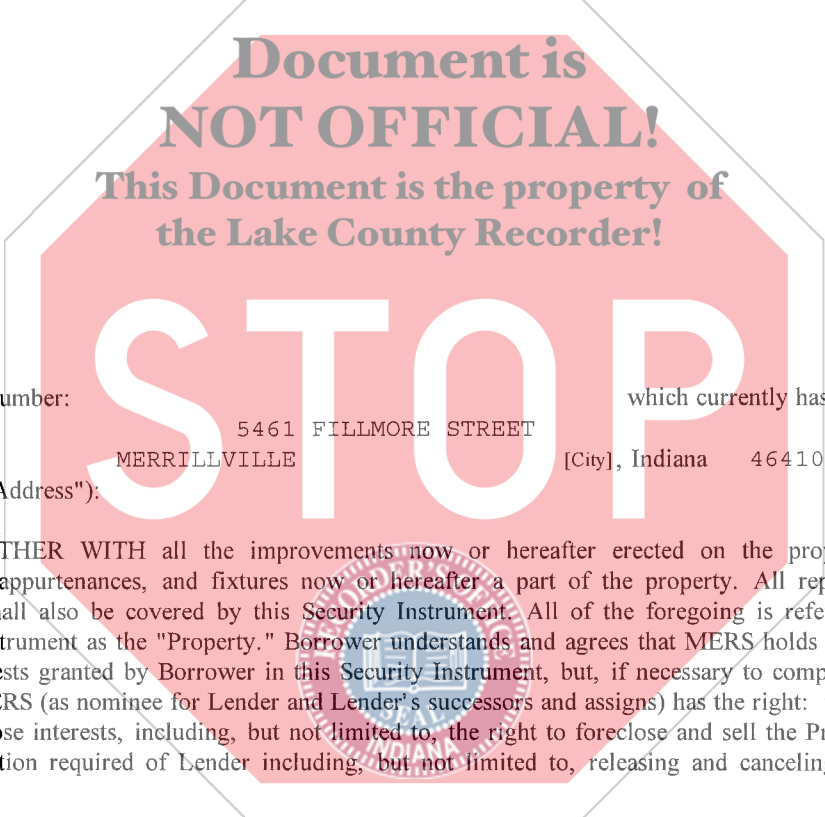 Document is
NOT OFFICIAL!
This Document is the property of
the Lake County Recorder!
STOP
umber: which currently has
5461 FILLMORE STREET
MERRILLVILLE [City], Indiana 46410
Address"):
THER WITH all the improvements now or hereafter erected on the prop
appurtenances, and fixtures now or hereafter a part of the property. All rep
hall also be covered by this Security Instrument. All of the foregoing is refe
trument as the "Property." Borrower understands and agrees that MERS holds
ests granted by Borrower in this Security Instrument, but, if necessary to comp
ERS (as nominee for Lender and Lender's successors and assigns) has the right:
ose interests, including, but not limited to, the right to foreclose and sell the Pr
tion required of Lender including, but not limited to, releasing and canceling
RECORDER'S OFFICE
SEAL
INDIANA